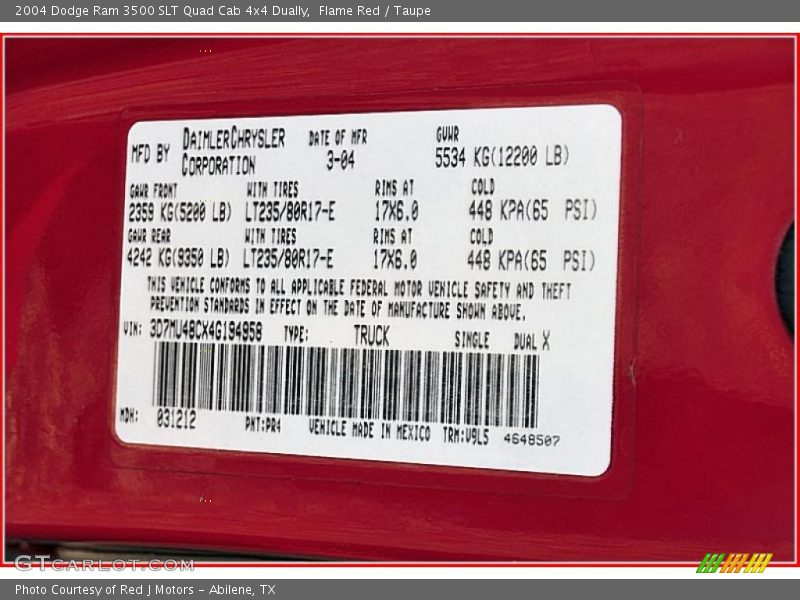 2004 Dodge Ram 3500 SLT Quad Cab 4x4 Dually,  Flame Red / Taupe
MFD BY DAIMLERCHRYSLER CORPORATION DATE OF MFR 3-04 GVWR 5534 KG(12200 LB)
GAWR FRONT WITH TIRES RIMS AT COLD
2359 KG(5200 LB) LT235/80R17-E 17X6.0 448 KPA(65 PSI)
GAWR REAR WITH TIRES RIMS AT COLD
4242 KG(9350 LB) LT235/80R17-E 17X6.0 448 KPA(65 PSI)
THIS VEHICLE CONFORMS TO ALL APPLICABLE FEDERAL MOTOR VEHICLE SAFETY AND THEFT
PREVENTION STANDARDS IN EFFECT ON THE DATE OF MANUFACTURE SHOWN ABOVE.
VIN: 3D7MU48CX4G194958 TYPE: TRUCK SINGLE DUAL X
MDH: 031212 PNT:PR4 VEHICLE MADE IN MEXICO TRM:V9L5 4648507
GTCARLOT.COM
Photo Courtesy of Red J Motors - Abilene, TX